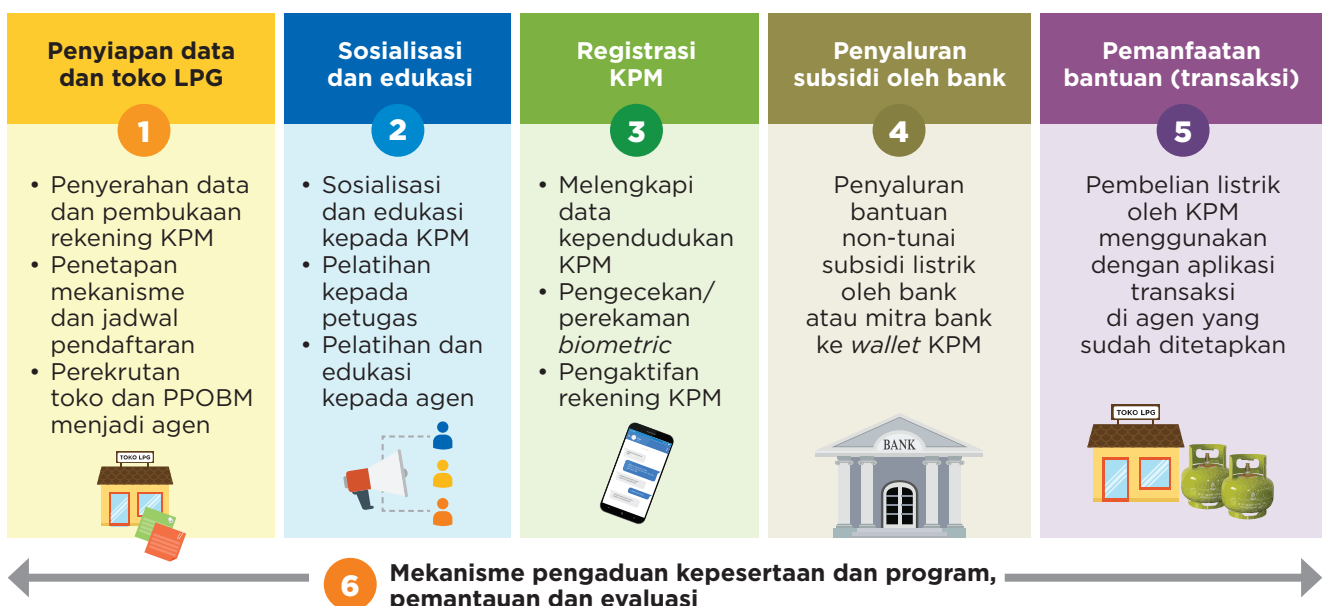 Penyiapan data
dan toko LPG
1
• Penyerahan data
dan pembukaan
rekening KPM
• Penetapan
mekanisme
dan jadwal
pendaftaran
• Perekrutan
toko dan PPOBM
menjadi agen
TOKO LPG
Sosialisasi
dan edukasi
2
• Sosialisasi
dan edukasi
kepada KPM
• Pelatihan
kepada
petugas
• Pelatihan dan
edukasi
kepada agen
Registrasi
KPM
3
• Melengkapi
data
kependudukan
KPM
• Pengecekan/
perekaman
biometric
• Pengaktifan
rekening KPM
Penyaluran
subsidi oleh bank
4
Penyaluran
bantuan
non-tunai
subsidi listrik
oleh bank
atau mitra bank
ke wallet KPM
BANK
Pemanfaatan
bantuan (transaksi)
5
Pembelian listrik
oleh KPM
menggunakan
dengan aplikasi
transaksi
di agen yang
sudah ditetapkan
TOKO LPG
6
Mekanisme pengaduan kepesertaan dan program,
pemantauan dan evaluasi